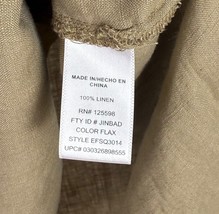 MADE IN/HECHO EN
CHINA
100% LINEN
RN# 125598
FTY ID # JINBAD
COLOR FLAX
STYLE EFSQ3014
UPC# 030326898555